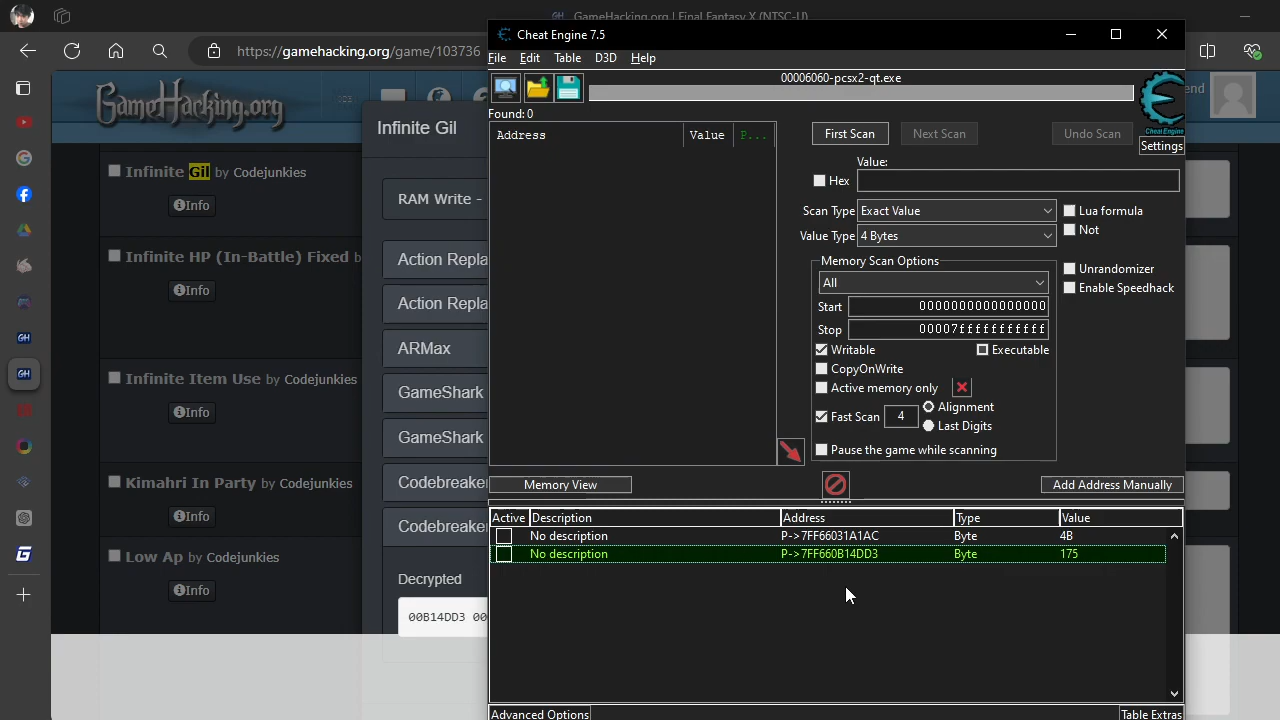 GameHacking.org | Final Fantasy X (NTSC-U)
https://gamehacking.org/game/103736
GameHacking.org
Infinite Gil by Codejunkies
Info
Infinite HP (In-Battle) Fixed b
Info
Infinite Item Use by Codejunkies
Info
Kimahri In Party by Codejunkies
Info
Low Ap by Codejunkies
Info
Infinite Gil
RAM Write -
Action Repla
Action Repla
ARMax
GameShark
GameShark
Codebreaker
Codebreaker
Decrypted
00B14DD3 00
Cheat Engine 7.5
File Edit Table D3D Help
00006060-pcsx2-qt.exe
Found: 0
Address Value P...
First Scan Next Scan Undo Scan
Cheat Engine
Settings
Value:
Hex
Scan Type Exact Value
Lua formula
Not
Value Type 4 Bytes
Memory Scan Options
All
Unrandomizer
Enable Speedhack
Start 0000000000000000
Stop 00007fffffffffff
Writable Executable
CopyOnWrite
Active memory only
Fast Scan 4 Alignment
Last Digits
Pause the game while scanning
Memory View Add Address Manually
Active Description Address Type Value
No description P->7FF66031A1AC Byte 4B
No description P->7FF660B14DD3 Byte 175
Advanced Options Table Extras